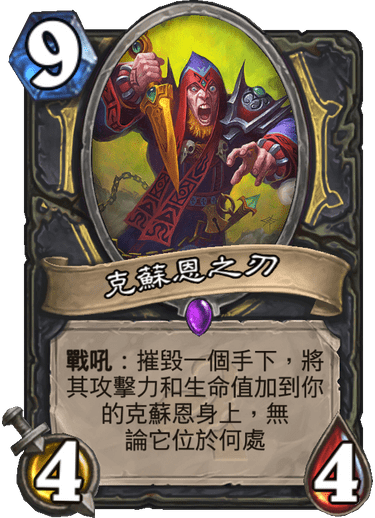 9
克蘇恩之刃
戰吼：摧毀一個手下，將
其攻擊力和生命值加到你
的克蘇恩身上，無
論它位於何處
4
4